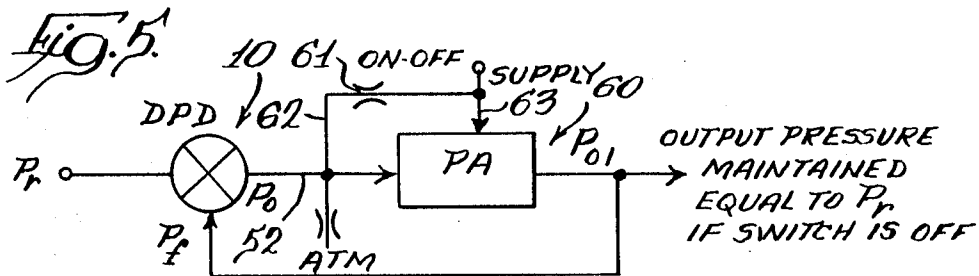 Fig. 5.
10 61 ON-OFF
SUPPLY 60
DPD 62 63
Pr PA P01 OUTPUT PRESSURE
MAINTAINED
EQUAL TO Pr
IF SWITCH IS OFF
P0
Pf 52 ATM